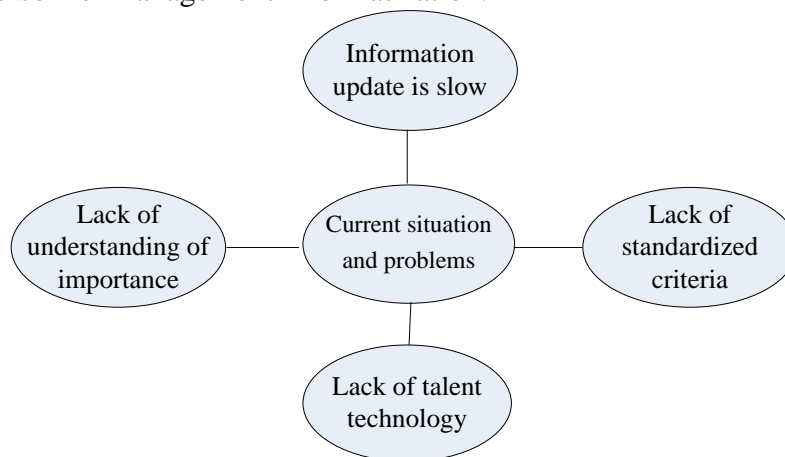 Information
update is slow
Lack of
understanding of
importance
Current situation
and problems
Lack of
standardized
criteria
Lack of talent
technology